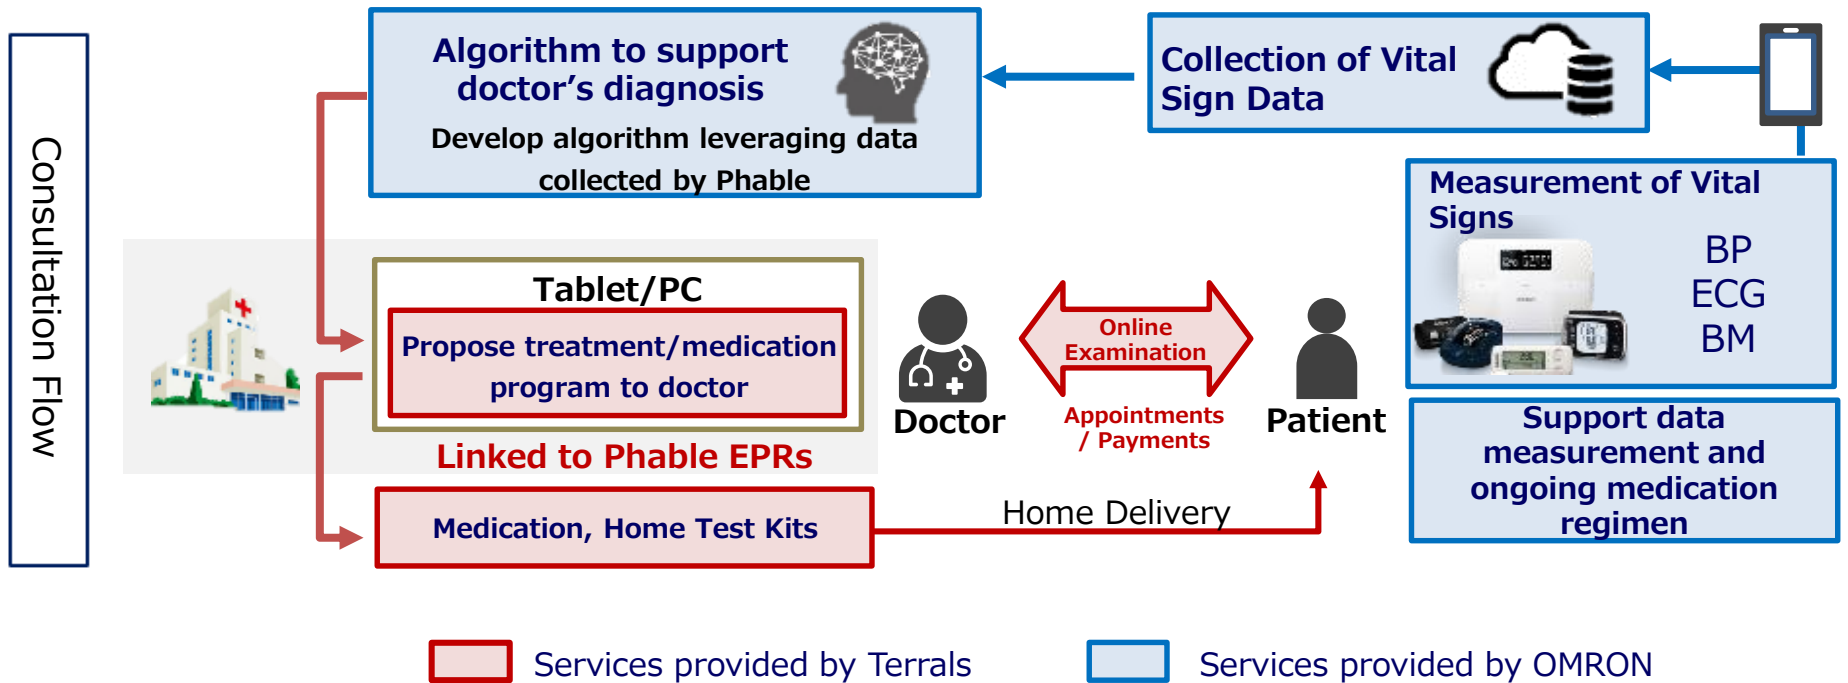 Consultation Flow
Algorithm to support
doctor’s diagnosis
Develop algorithm leveraging data
collected by Phable
Collection of Vital
Sign Data
Measurement of Vital
Signs
BP
ECG
BM
Support data
measurement and
ongoing medication
regimen
Tablet/PC
Propose treatment/medication
program to doctor
Linked to Phable EPRs
Doctor
Online
Examination
Appointments
/ Payments
Patient
Medication, Home Test Kits
Home Delivery
Services provided by Terrals
Services provided by OMRON